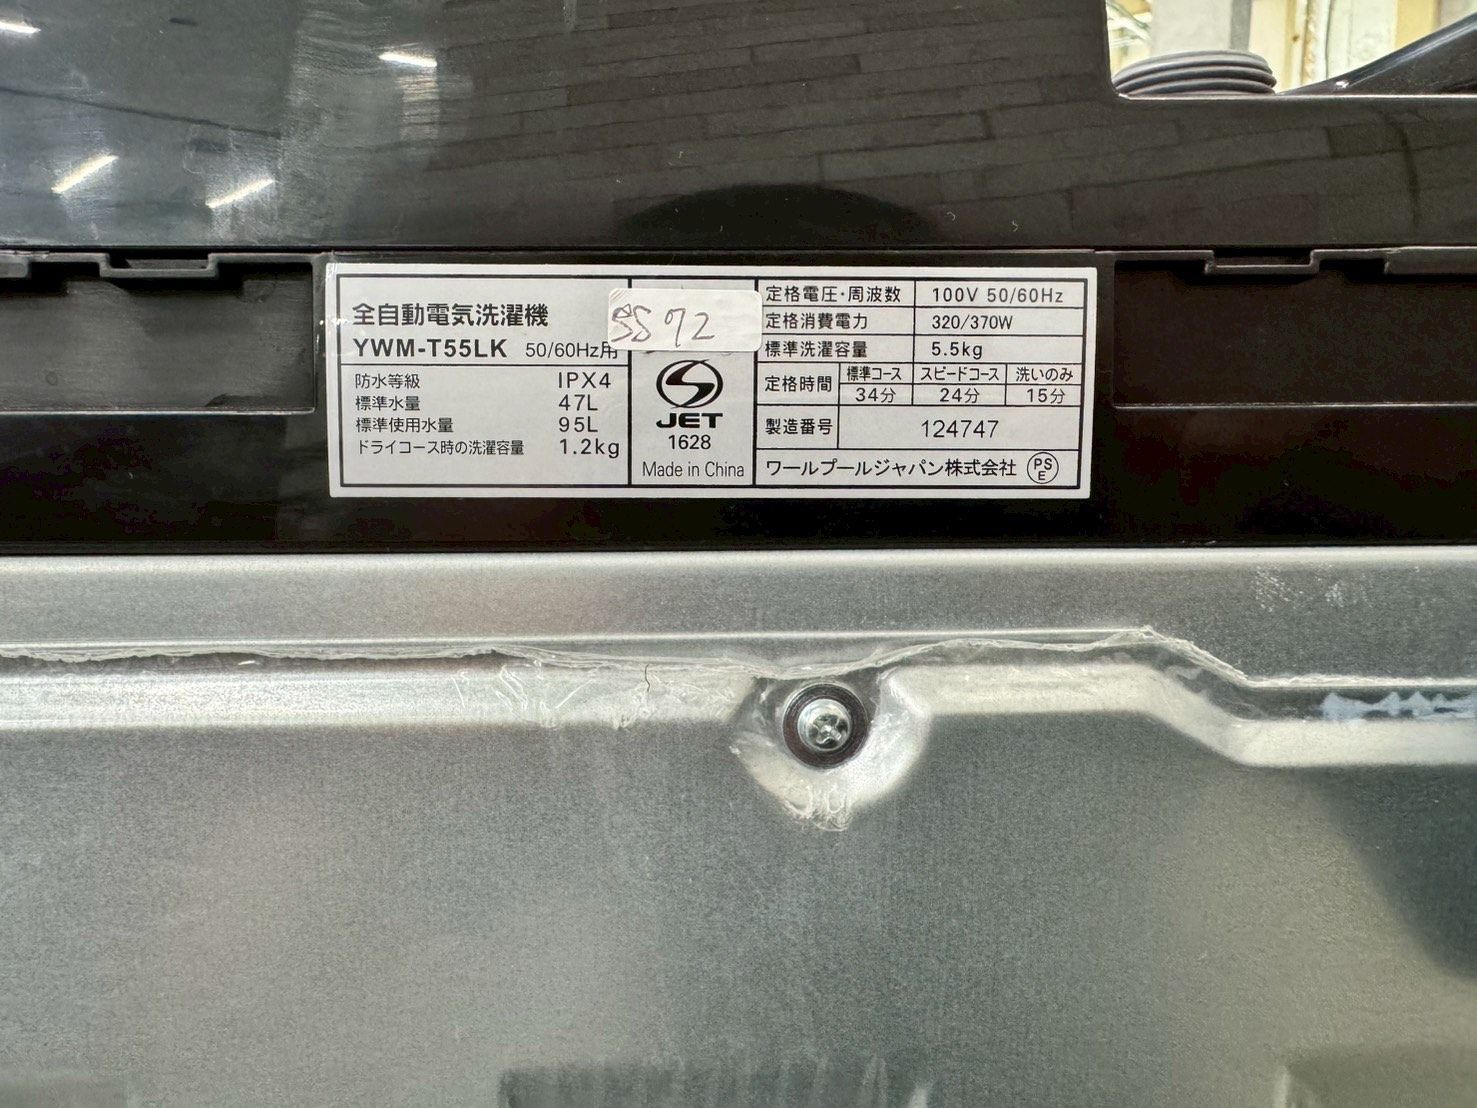 全自動電気洗濯機
YWM-T55LK 50/60Hz用
防水等級 IPX4
標準水量 47L
標準使用水量 95L
ドライコース時の洗濯容量 1.2kg
SS 72
JET
1628
Made in China
定格電圧・周波数 100V 50/60Hz
定格消費電力 320/370W
標準洗濯容量 5.5kg
定格時間 標準コース スピードコース 洗いのみ
34分 24分 15分
製造番号 124747
ワールプールジャパン株式会社 PSE